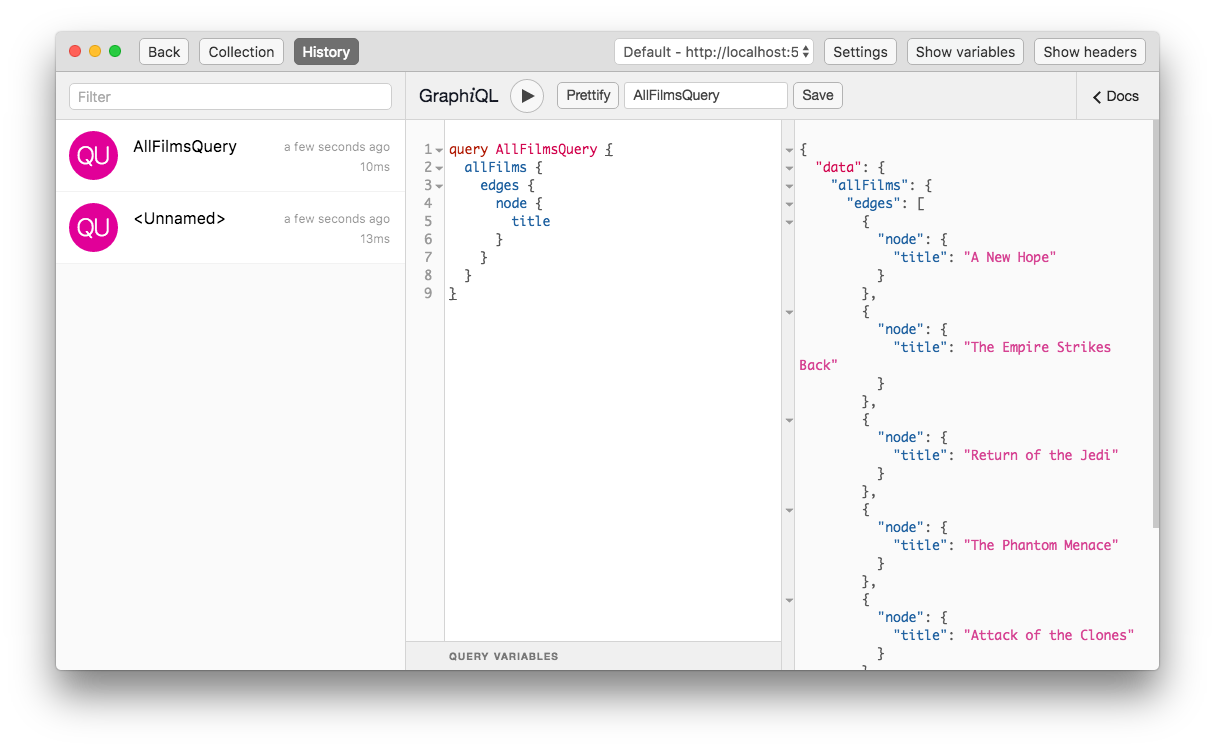 Back Collection History Default - http://localhost:5 Settings Show variables Show headers
Filter
GraphiQL Prettify AllFilmsQuery Save Docs
QU AllFilmsQuery a few seconds ago
10ms
QU <Unnamed> a few seconds ago
13ms
1 query AllFilmsQuery {
2 allFilms {
3 edges {
4 node {
5 title
6 }
7 }
8 }
9 }
QUERY VARIABLES
{
"data": {
"allFilms": {
"edges": [
{
"node": {
"title": "A New Hope"
}
},
{
"node": {
"title": "The Empire Strikes
Back"
}
},
{
"node": {
"title": "Return of the Jedi"
}
},
{
"node": {
"title": "The Phantom Menace"
}
},
{
"node": {
"title": "Attack of the Clones"
}